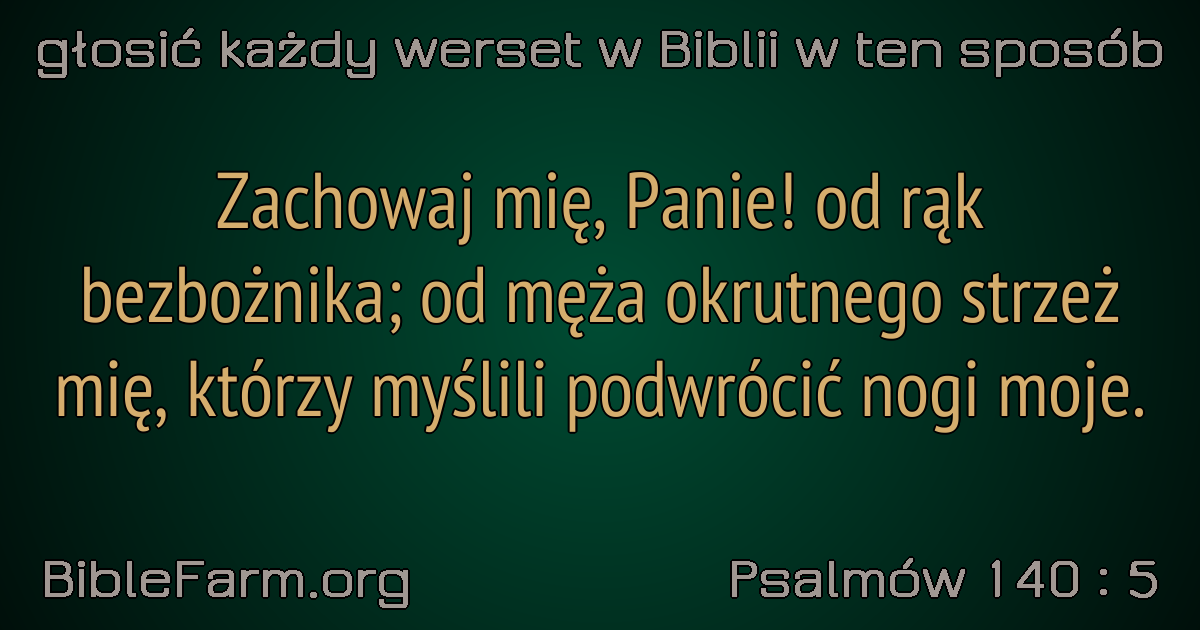 głosić każdy werset w Biblii w ten sposób
Zachowaj mię, Panie! od rąk
bezbożnika; od męża okrutnego strzeż
mię, którzy myślili podwrócić nogi moje.
BibleFarm.org
Psalmów 140 : 5